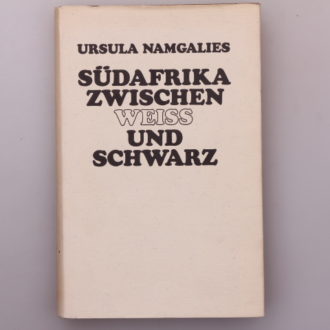 URSULA NAMGALIES
SÜDAFRIKA
ZWISCHEN
WEISS
UND
SCHWARZ